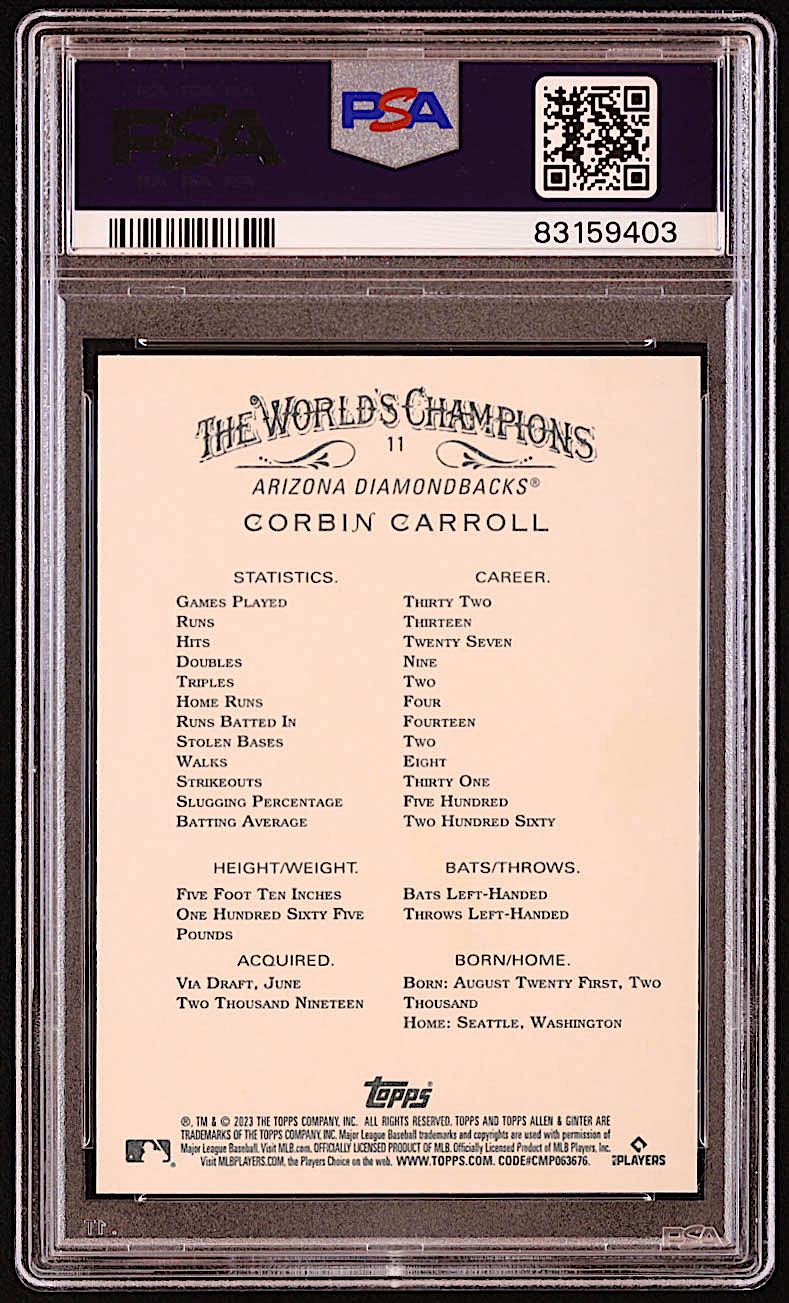 PSA
PSA
83159403
THE WORLD'S CHAMPIONS
11
ARIZONA DIAMONDBACKS®
CORBIN CARROLL
STATISTICS. CAREER.
GAMES PLAYED THIRTY TWO
RUNS THIRTEEN
HITS TWENTY SEVEN
DOUBLES NINE
TRIPLES TWO
HOME RUNS FOUR
RUNS BATTED IN FOURTEEN
STOLEN BASES TWO
WALKS EIGHT
STRIKEOUTS THIRTY ONE
SLUGGING PERCENTAGE FIVE HUNDRED
BATTING AVERAGE TWO HUNDRED SIXTY
HEIGHT/WEIGHT. BATS/THROWS.
FIVE FOOT TEN INCHES BATS LEFT-HANDED
ONE HUNDRED SIXTY FIVE THROWS LEFT-HANDED
POUNDS
ACQUIRED. BORN/HOME.
VIA DRAFT, JUNE BORN: AUGUST TWENTY FIRST, TWO
TWO THOUSAND NINETEEN THOUSAND
HOME: SEATTLE, WASHINGTON
Topps®
®, TM & © 2023 THE TOPPS COMPANY, INC. ALL RIGHTS RESERVED. TOPPS AND TOPPS ALLEN & GINTER ARE
TRADEMARKS OF THE TOPPS COMPANY, INC. Major League Baseball trademarks and copyrights are used with permission of
Major League Baseball. Visit MLB.com. OFFICIALLY LICENSED PRODUCT OF MLB. Officially Licensed Product of MLB Players, Inc.
Visit MLBPLAYERS.COM, the Players Choice on the web. WWW.TOPPS.COM. CODE#CMP063676.
PLAYERS
PSA